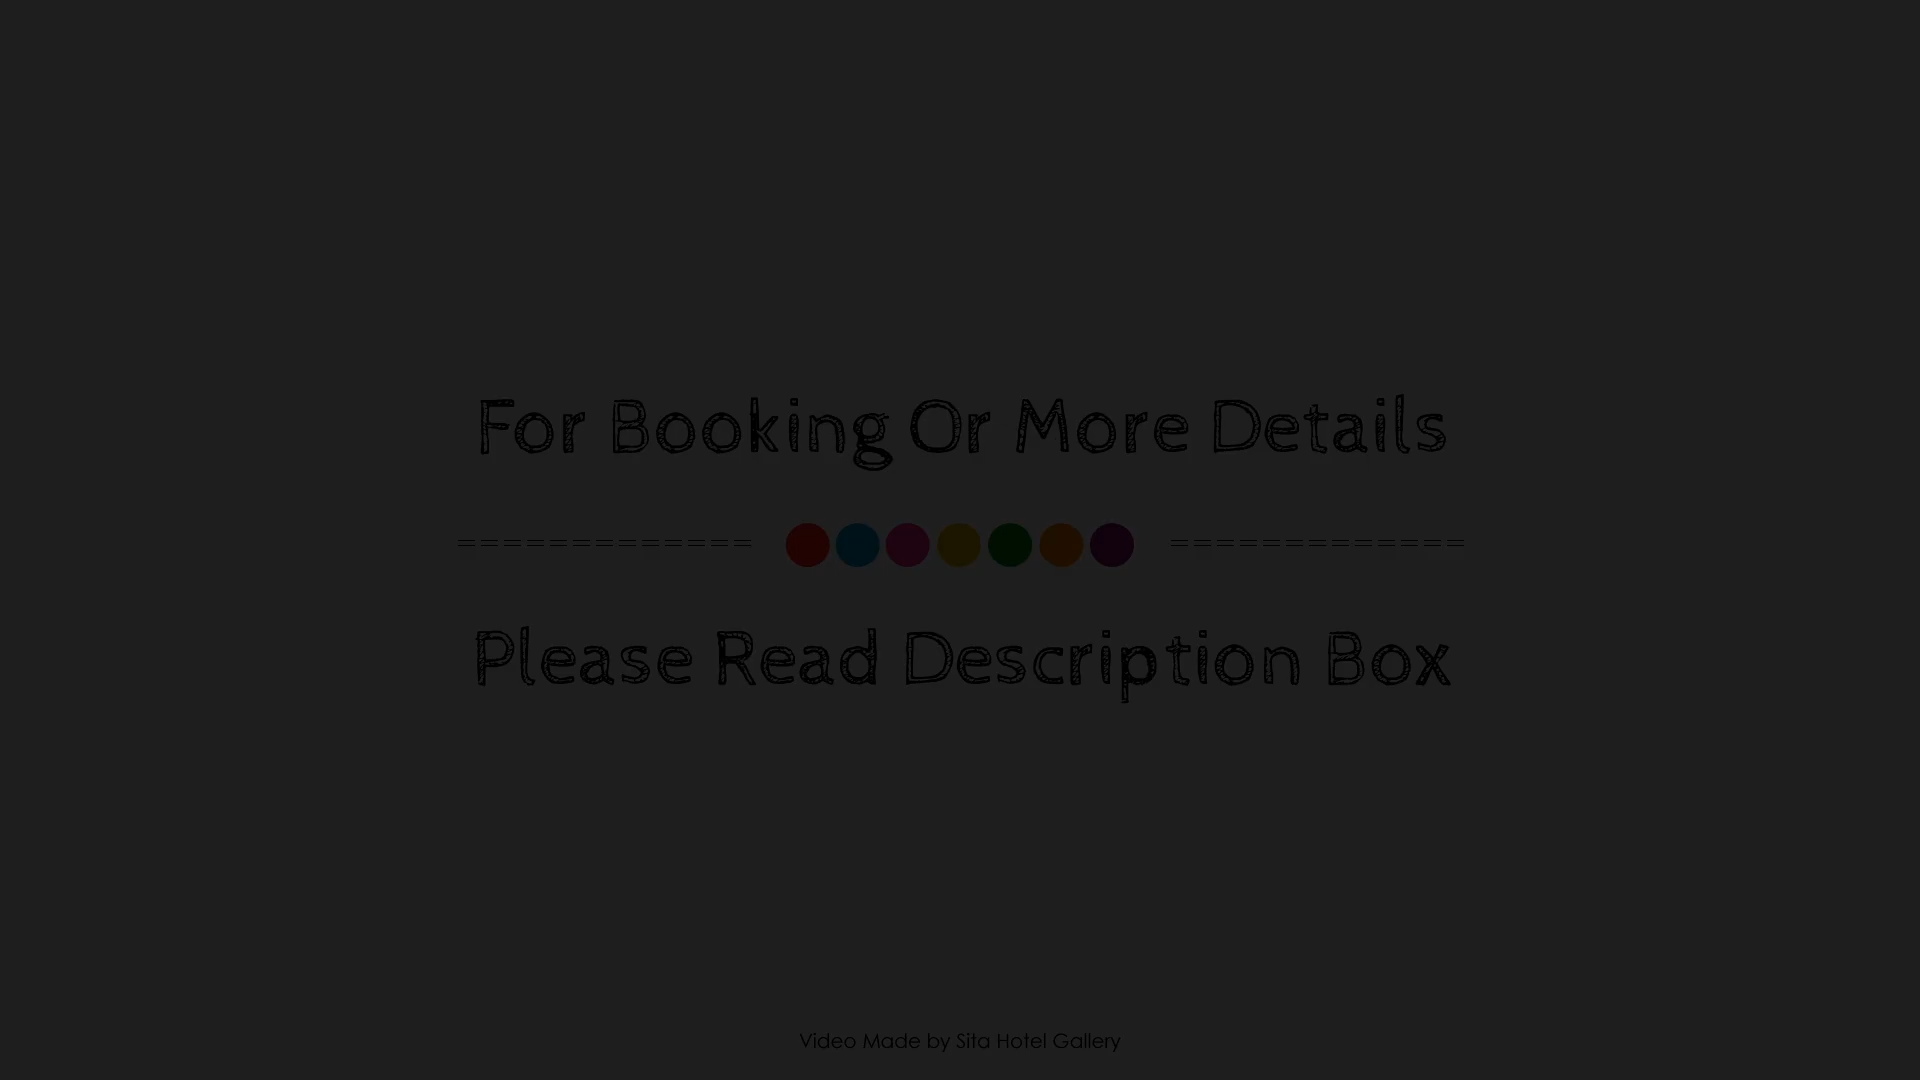 For Booking Or More Details
============= =============
Please Read Description Box
Video Made by Sita Hotel Gallery